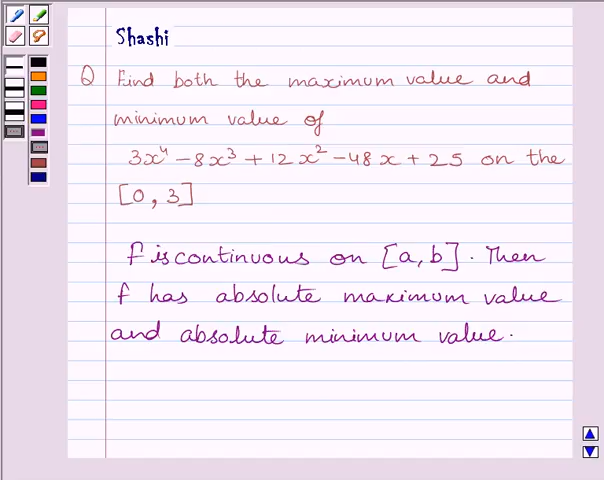 Shashi
Q Find both the maximum value and
minimum value of
3x⁴ - 8x³ + 12x² - 48x + 25 on the
[0, 3]
f is continuous on [a, b]. Then
f has absolute maximum value
and absolute minimum value.